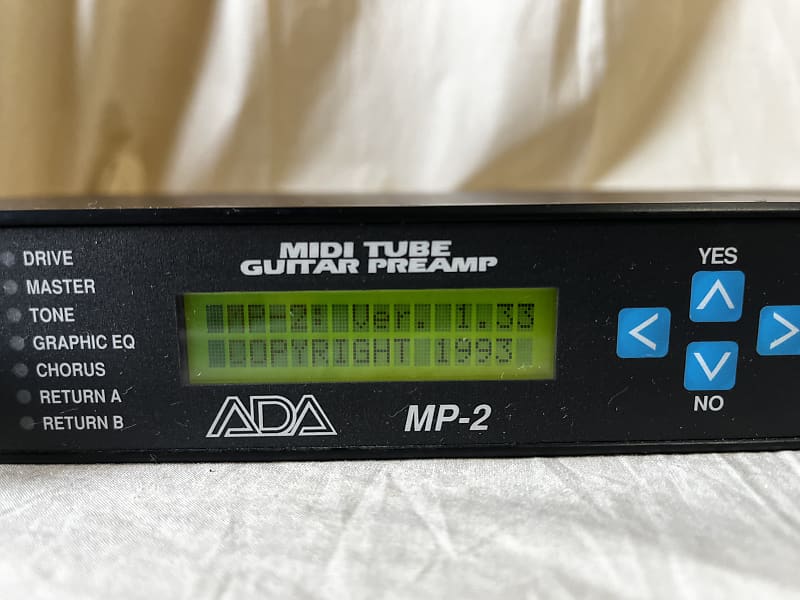 DRIVE
MASTER
TONE
GRAPHIC EQ
CHORUS
RETURN A
RETURN B
MIDI TUBE
GUITAR PREAMP
MP-2: Ver. 1.33
COPYRIGHT 1993
ADA
MP-2
YES
NO